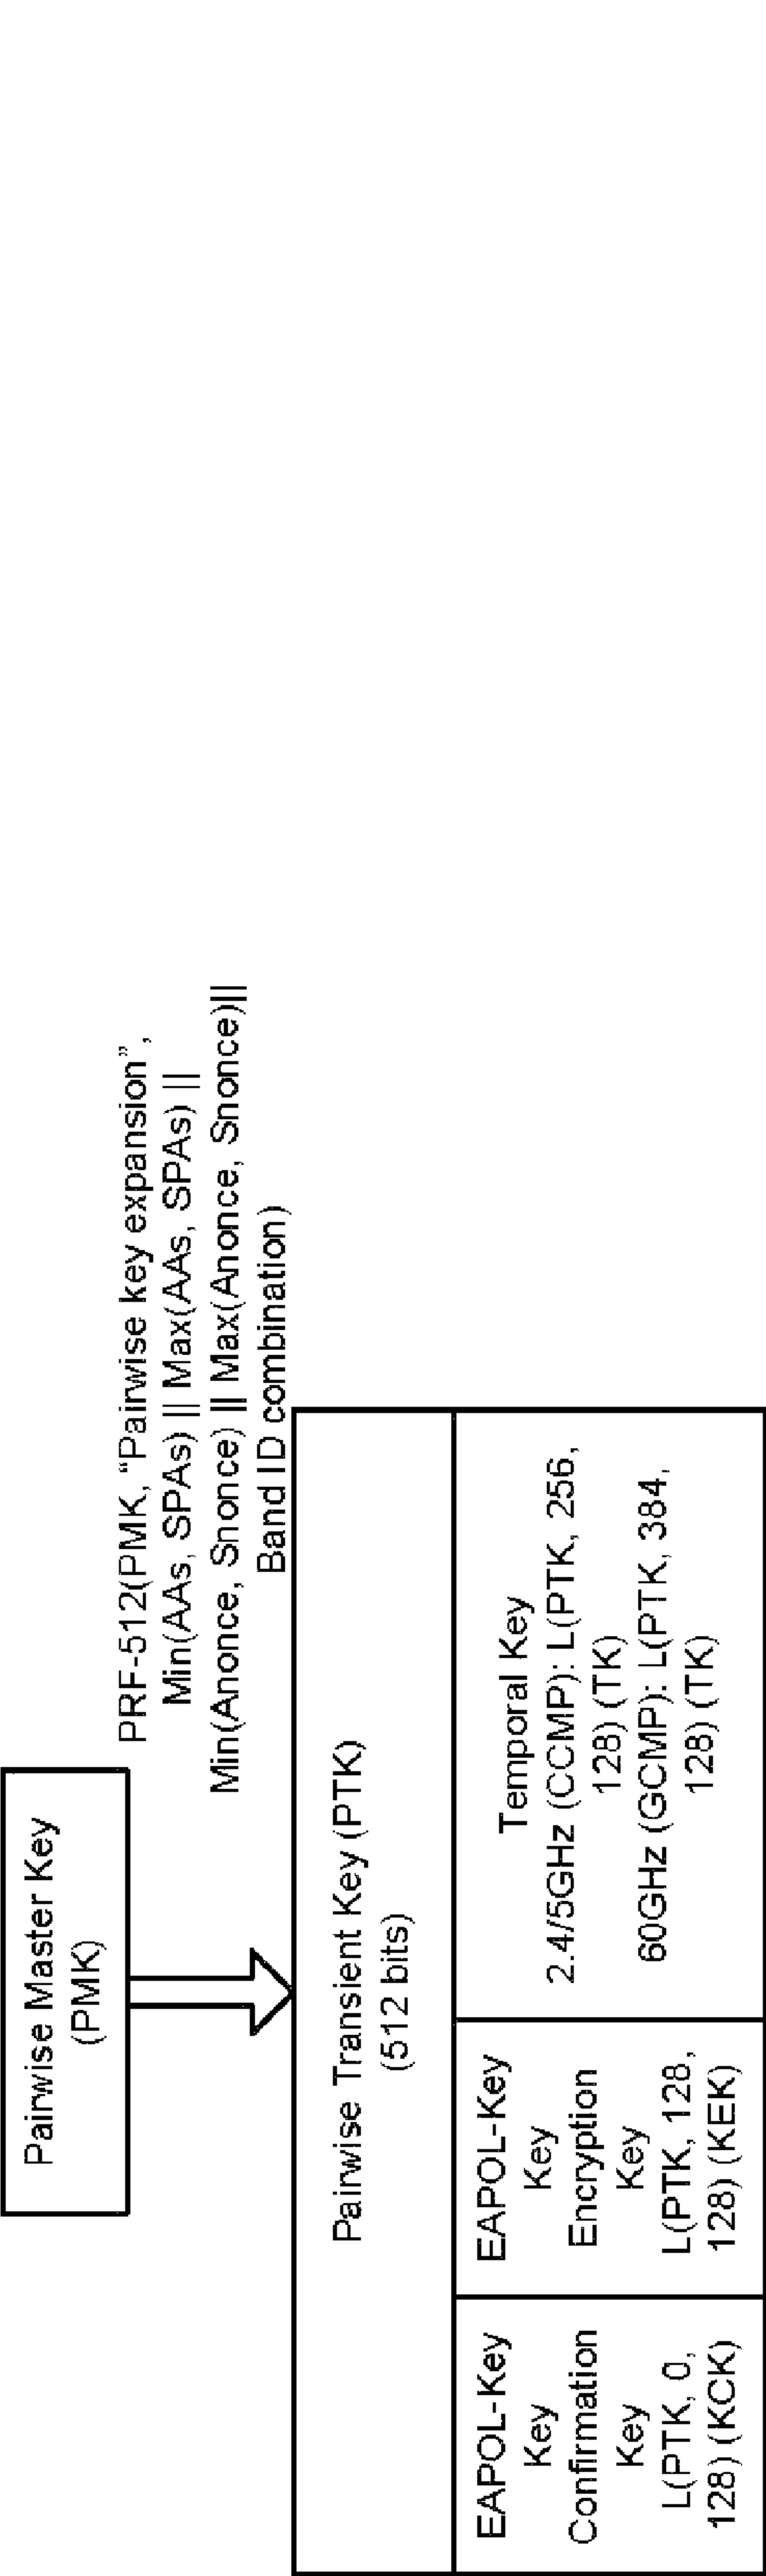 Pairwise Master Key
(PMK)
PRF-512(PMK, “Pairwise key expansion”,
Min(AAs, SPAs) || Max(AAs, SPAs) ||
Min(Anonce, Snonce) || Max(Anonce, Snonce)||
Band ID combination)
Pairwise Transient Key (PTK)
(512 bits)
EAPOL-Key
Key
Confirmation
Key
L(PTK, 0,
128) (KCK)
EAPOL-Key
Key
Encryption
Key
L(PTK, 128,
128) (KEK)
Temporal Key
2.4/5GHz (CCMP): L(PTK, 256,
128) (TK)
60GHz (GCMP): L(PTK, 384,
128) (TK)